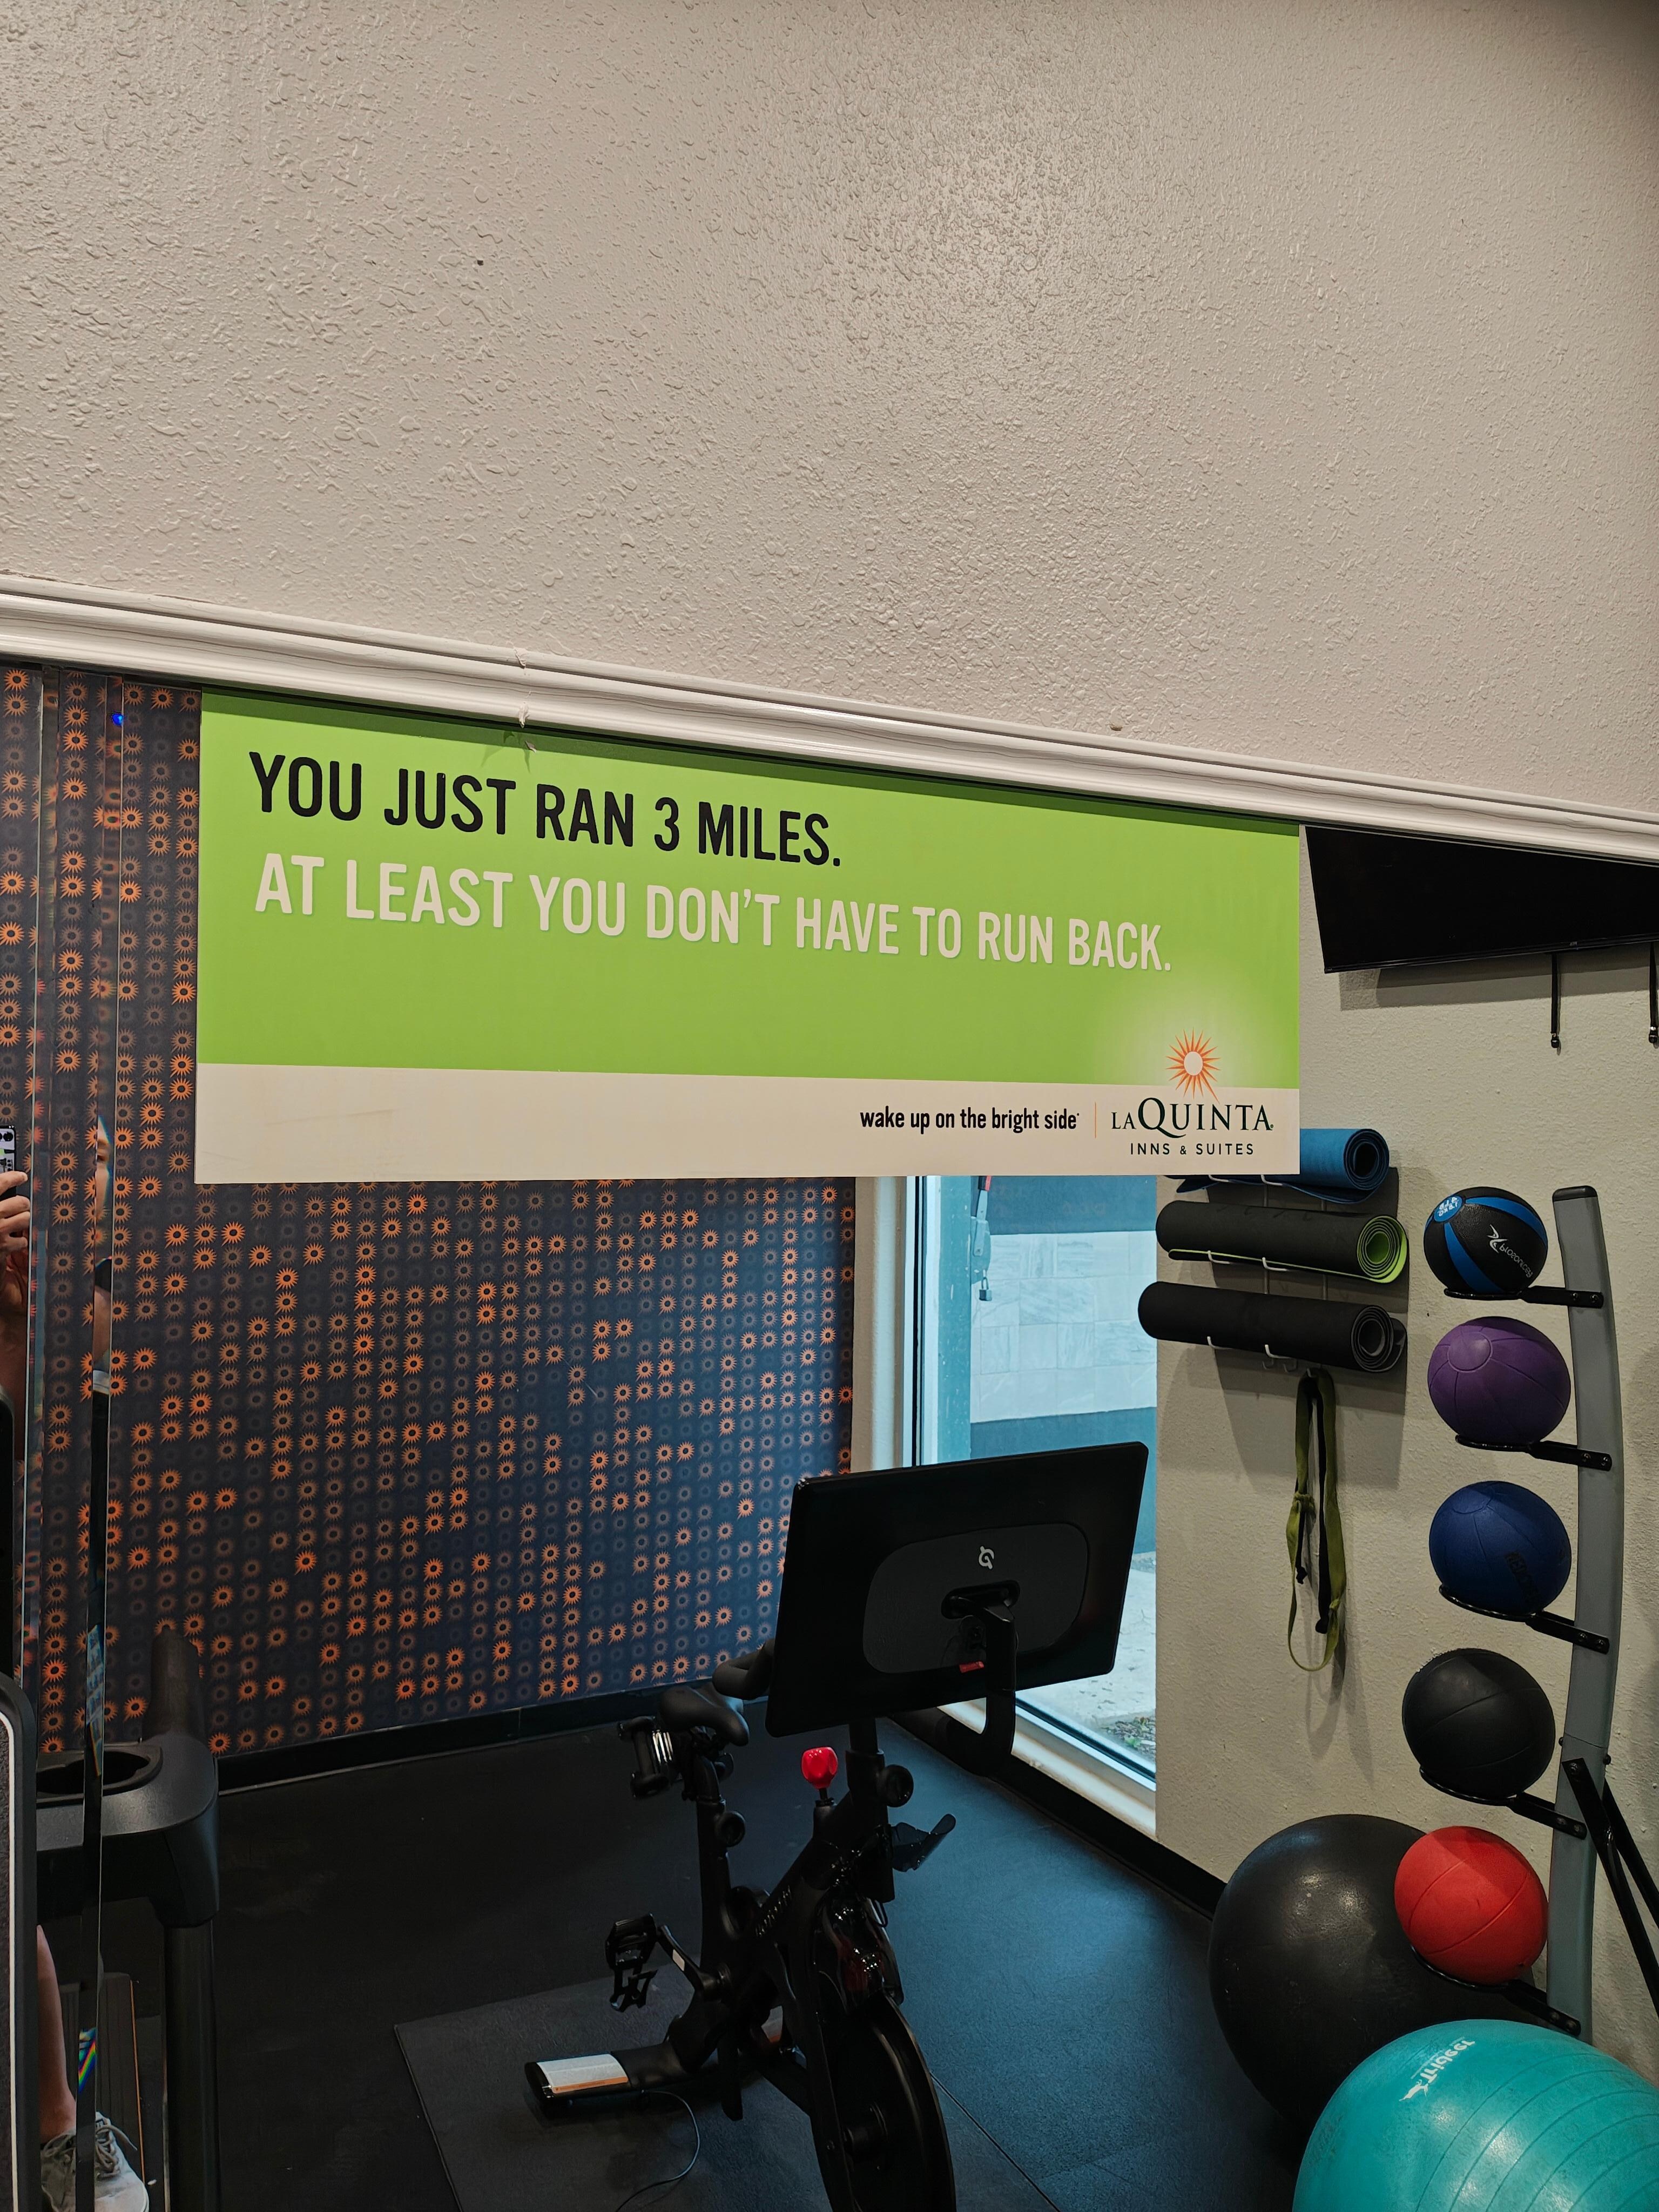 YOU JUST RAN 3 MILES.
AT LEAST YOU DON'T HAVE TO RUN BACK.
wake up on the bright side®
LAQUINTA®
INNS & SUITES